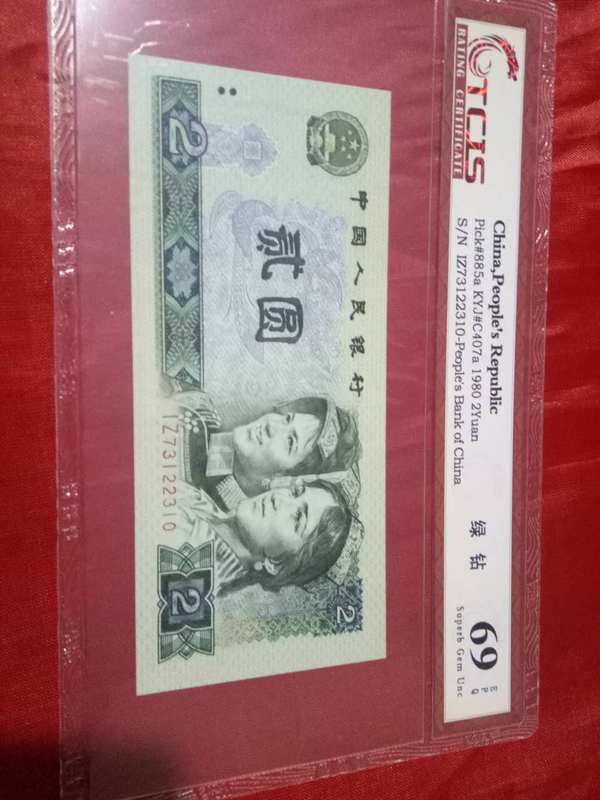 TCIS
RATING CERTIFICATE
China,People's Republic
Pick#885a KYJ#C407a 1980 2Yuan
S/N IZ73122310-People's Bank of China
绿钻
69
EPQ
Superb Gem Unc
中国人民银行
2
贰圆
IZ73122310
2
2